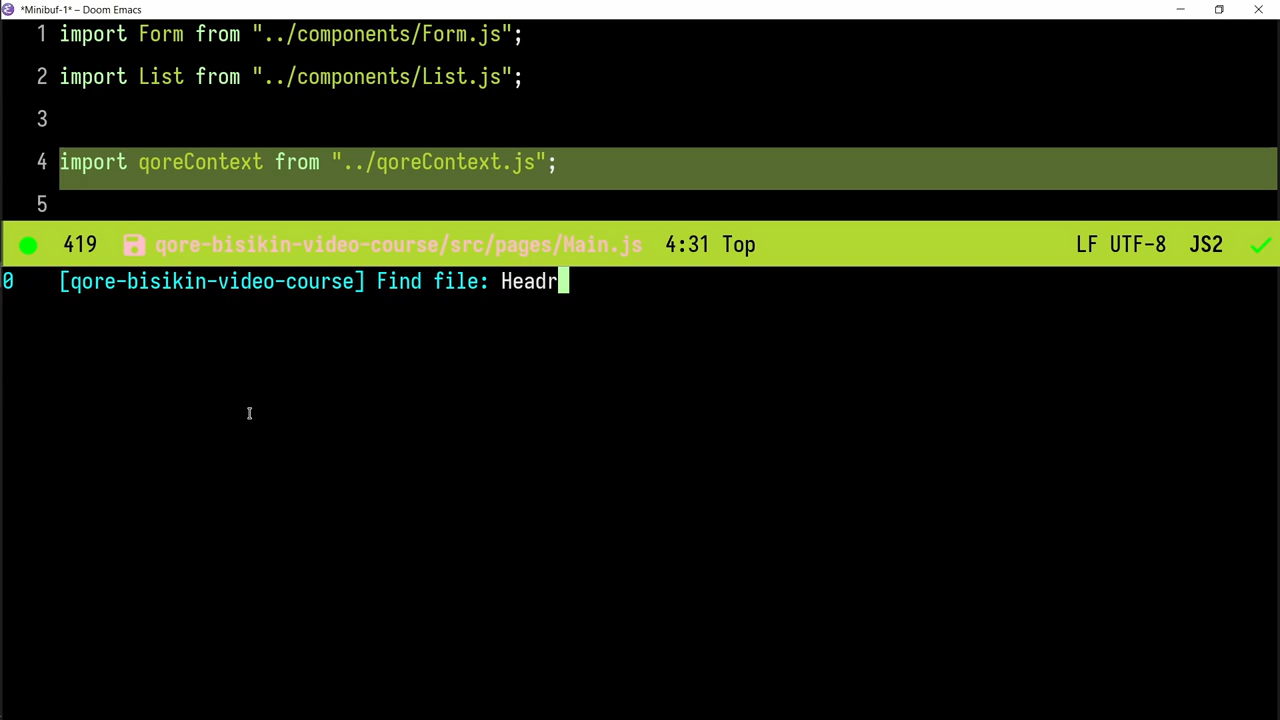 *Minibuf-1* – Doom Emacs
1 import Form from "../components/Form.js";
2 import List from "../components/List.js";
3
4 import qoreContext from "../qoreContext.js";
5
419 qore-bisikin-video-course/src/pages/Main.js 4:31 Top LF UTF-8 JS2
0 [qore-bisikin-video-course] Find file: Headr